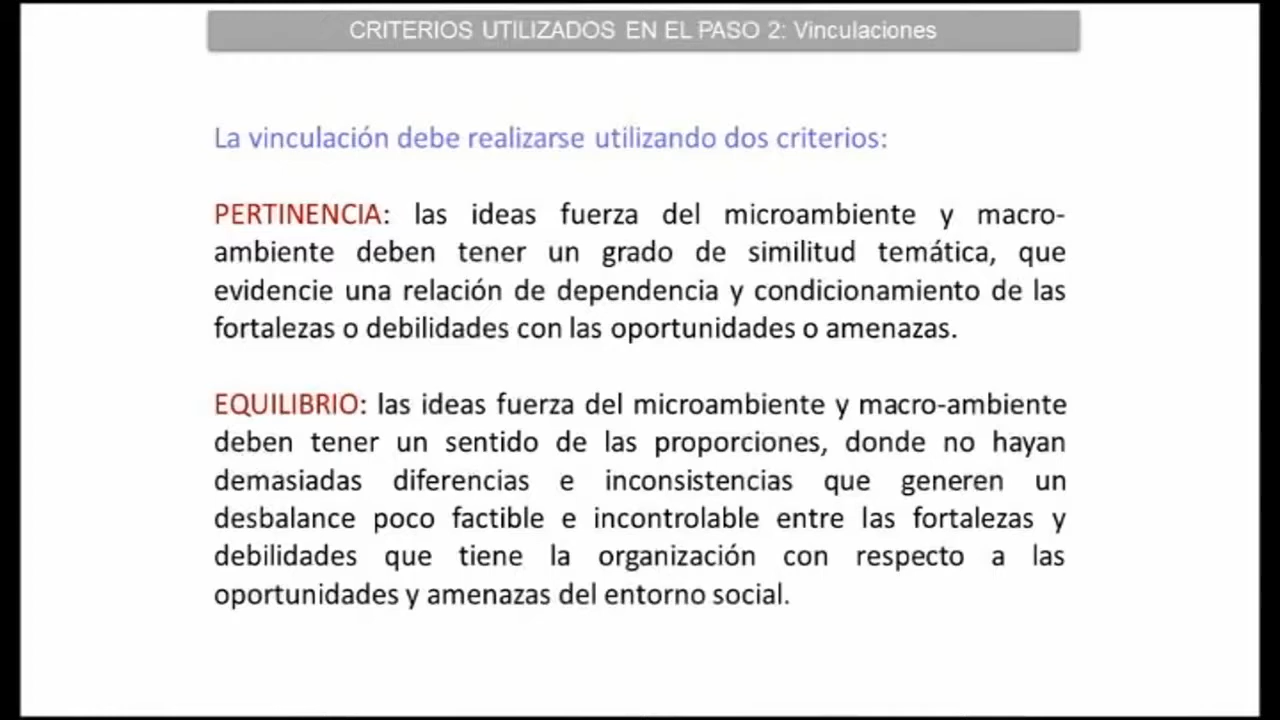 CRITERIOS UTILIZADOS EN EL PASO 2: Vinculaciones
La vinculación debe realizarse utilizando dos criterios:
PERTINENCIA: las ideas fuerza del microambiente y macro-
ambiente deben tener un grado de similitud temática, que
evidencie una relación de dependencia y condicionamiento de las
fortalezas o debilidades con las oportunidades o amenazas.
EQUILIBRIO: las ideas fuerza del microambiente y macro-ambiente
deben tener un sentido de las proporciones, donde no hayan
demasiadas diferencias e inconsistencias que generen un
desbalance poco factible e incontrolable entre las fortalezas y
debilidades que tiene la organización con respecto a las
oportunidades y amenazas del entorno social.